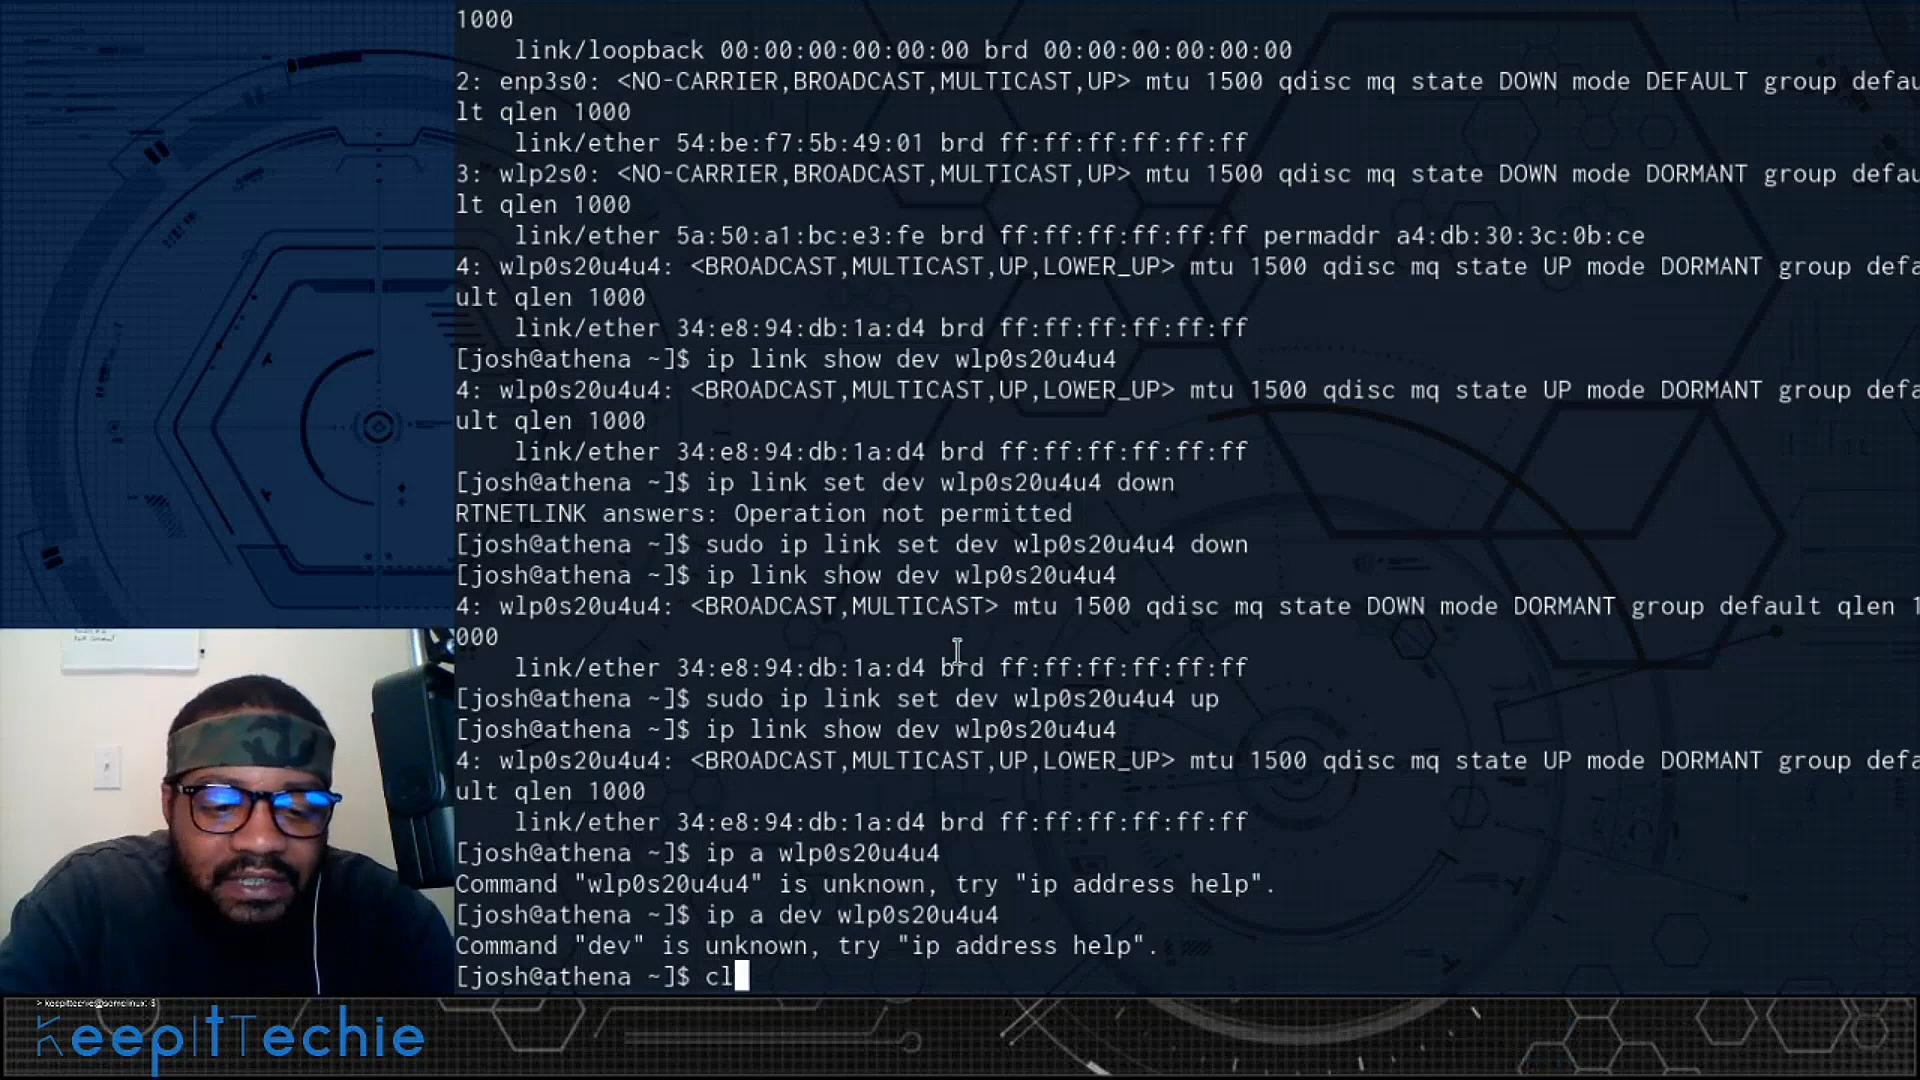 1000
    link/loopback 00:00:00:00:00:00 brd 00:00:00:00:00:00
2: enp3s0: <NO-CARRIER,BROADCAST,MULTICAST,UP> mtu 1500 qdisc mq state DOWN mode DEFAULT group defau
lt qlen 1000
    link/ether 54:be:f7:5b:49:01 brd ff:ff:ff:ff:ff:ff
3: wlp2s0: <NO-CARRIER,BROADCAST,MULTICAST,UP> mtu 1500 qdisc mq state DOWN mode DORMANT group defau
lt qlen 1000
    link/ether 5a:50:a1:bc:e3:fe brd ff:ff:ff:ff:ff:ff permaddr a4:db:30:3c:0b:ce
4: wlp0s20u4u4: <BROADCAST,MULTICAST,UP,LOWER_UP> mtu 1500 qdisc mq state UP mode DORMANT group defa
ult qlen 1000
    link/ether 34:e8:94:db:1a:d4 brd ff:ff:ff:ff:ff:ff
[josh@athena ~]$ ip link show dev wlp0s20u4u4
4: wlp0s20u4u4: <BROADCAST,MULTICAST,UP,LOWER_UP> mtu 1500 qdisc mq state UP mode DORMANT group defa
ult qlen 1000
    link/ether 34:e8:94:db:1a:d4 brd ff:ff:ff:ff:ff:ff
[josh@athena ~]$ ip link set dev wlp0s20u4u4 down
RTNETLINK answers: Operation not permitted
[josh@athena ~]$ sudo ip link set dev wlp0s20u4u4 down
[josh@athena ~]$ ip link show dev wlp0s20u4u4
4: wlp0s20u4u4: <BROADCAST,MULTICAST> mtu 1500 qdisc mq state DOWN mode DORMANT group default qlen 1
000
    link/ether 34:e8:94:db:1a:d4 brd ff:ff:ff:ff:ff:ff
[josh@athena ~]$ sudo ip link set dev wlp0s20u4u4 up
[josh@athena ~]$ ip link show dev wlp0s20u4u4
4: wlp0s20u4u4: <BROADCAST,MULTICAST,UP,LOWER_UP> mtu 1500 qdisc mq state UP mode DORMANT group defa
ult qlen 1000
    link/ether 34:e8:94:db:1a:d4 brd ff:ff:ff:ff:ff:ff
[josh@athena ~]$ ip a wlp0s20u4u4
Command "wlp0s20u4u4" is unknown, try "ip address help".
[josh@athena ~]$ ip a dev wlp0s20u4u4
Command "dev" is unknown, try "ip address help".
[josh@athena ~]$ cl
> keepittechie@somelinux: $
KeepItTechie